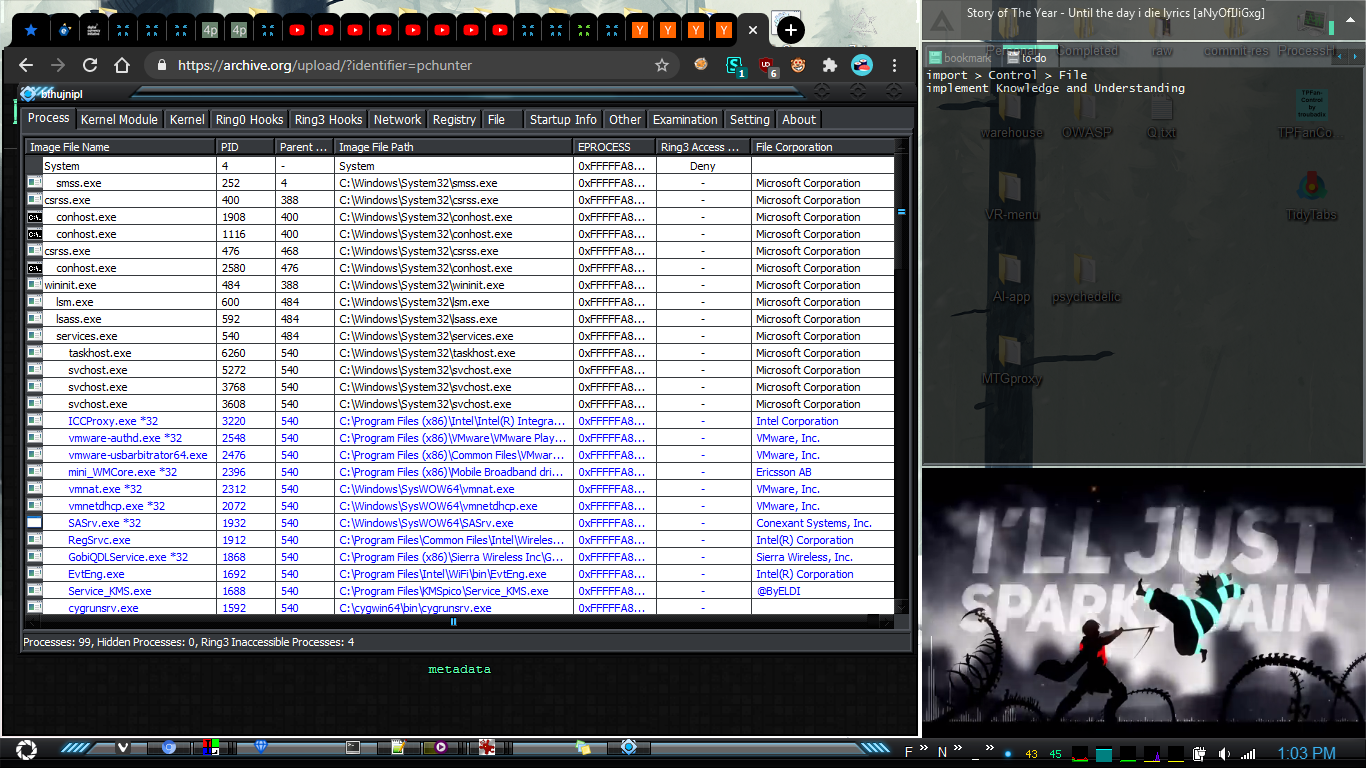 Story of The Year - Until the day i die lyrics [aNyOfIJiGxg]
4p
4p
https://archive.org/upload/?identifier=pchunter
1
6
Personal
Completed
raw
commit-res
bookmark
to-do
import > Control > File
implement Knowledge and Understanding
warehouse
OWASP
Q.txt
TPFanCo...
VR-menu
TidyTabs
AI-app
psychedelic
MTGproxy
bthujnipl
Process Kernel Module Kernel Ring0 Hooks Ring3 Hooks Network Registry File Startup Info Other Examination Setting About
Image File Name PID Parent ... Image File Path EPROCESS Ring3 Access ... File Corporation
System 4 - System 0xFFFFFA8... Deny
smss.exe 252 4 C:\Windows\System32\smss.exe 0xFFFFFA8... - Microsoft Corporation
csrss.exe 400 388 C:\Windows\System32\csrss.exe 0xFFFFFA8... - Microsoft Corporation
conhost.exe 1908 400 C:\Windows\System32\conhost.exe 0xFFFFFA8... - Microsoft Corporation
conhost.exe 1116 400 C:\Windows\System32\conhost.exe 0xFFFFFA8... - Microsoft Corporation
csrss.exe 476 468 C:\Windows\System32\csrss.exe 0xFFFFFA8... - Microsoft Corporation
conhost.exe 2580 476 C:\Windows\System32\conhost.exe 0xFFFFFA8... - Microsoft Corporation
wininit.exe 484 388 C:\Windows\System32\wininit.exe 0xFFFFFA8... - Microsoft Corporation
lsm.exe 600 484 C:\Windows\System32\lsm.exe 0xFFFFFA8... - Microsoft Corporation
lsass.exe 592 484 C:\Windows\System32\lsass.exe 0xFFFFFA8... - Microsoft Corporation
services.exe 540 484 C:\Windows\System32\services.exe 0xFFFFFA8... - Microsoft Corporation
taskhost.exe 6260 540 C:\Windows\System32\taskhost.exe 0xFFFFFA8... - Microsoft Corporation
svchost.exe 5272 540 C:\Windows\System32\svchost.exe 0xFFFFFA8... - Microsoft Corporation
svchost.exe 3768 540 C:\Windows\System32\svchost.exe 0xFFFFFA8... - Microsoft Corporation
svchost.exe 3608 540 C:\Windows\System32\svchost.exe 0xFFFFFA8... - Microsoft Corporation
ICCProxy.exe *32 3220 540 C:\Program Files (x86)\Intel\Intel(R) Integra... 0xFFFFFA8... - Intel Corporation
vmware-authd.exe *32 2548 540 C:\Program Files (x86)\VMware\VMware Play... 0xFFFFFA8... - VMware, Inc.
vmware-usbarbitrator64.exe 2476 540 C:\Program Files (x86)\Common Files\VMwar... 0xFFFFFA8... - VMware, Inc.
mini_WMCore.exe *32 2396 540 C:\Program Files (x86)\Mobile Broadband dri... 0xFFFFFA8... - Ericsson AB
vmnat.exe *32 2312 540 C:\Windows\SysWOW64\vmnat.exe 0xFFFFFA8... - VMware, Inc.
vmnetdhcp.exe *32 2072 540 C:\Windows\SysWOW64\vmnetdhcp.exe 0xFFFFFA8... - VMware, Inc.
SASrv.exe *32 1932 540 C:\Windows\SysWOW64\SASrv.exe 0xFFFFFA8... - Conexant Systems, Inc.
RegSrvc.exe 1912 540 C:\Program Files\Common Files\Intel\Wireles... 0xFFFFFA8... - Intel(R) Corporation
GobiQDLService.exe *32 1868 540 C:\Program Files (x86)\Sierra Wireless Inc\G... 0xFFFFFA8... - Sierra Wireless, Inc.
EvtEng.exe 1692 540 C:\Program Files\Intel\WiFi\bin\EvtEng.exe 0xFFFFFA8... - Intel(R) Corporation
Service_KMS.exe 1688 540 C:\Program Files\KMSpico\Service_KMS.exe 0xFFFFFA8... - @ByELDI
cygrunsrv.exe 1592 540 C:\cygwin64\bin\cygrunsrv.exe 0xFFFFFA8... -
Processes: 99, Hidden Processes: 0, Ring3 Inaccessible Processes: 4
metadata
I'LL JUST
SPARK AGAIN
F » N » _ » 43 45 1:03 PM